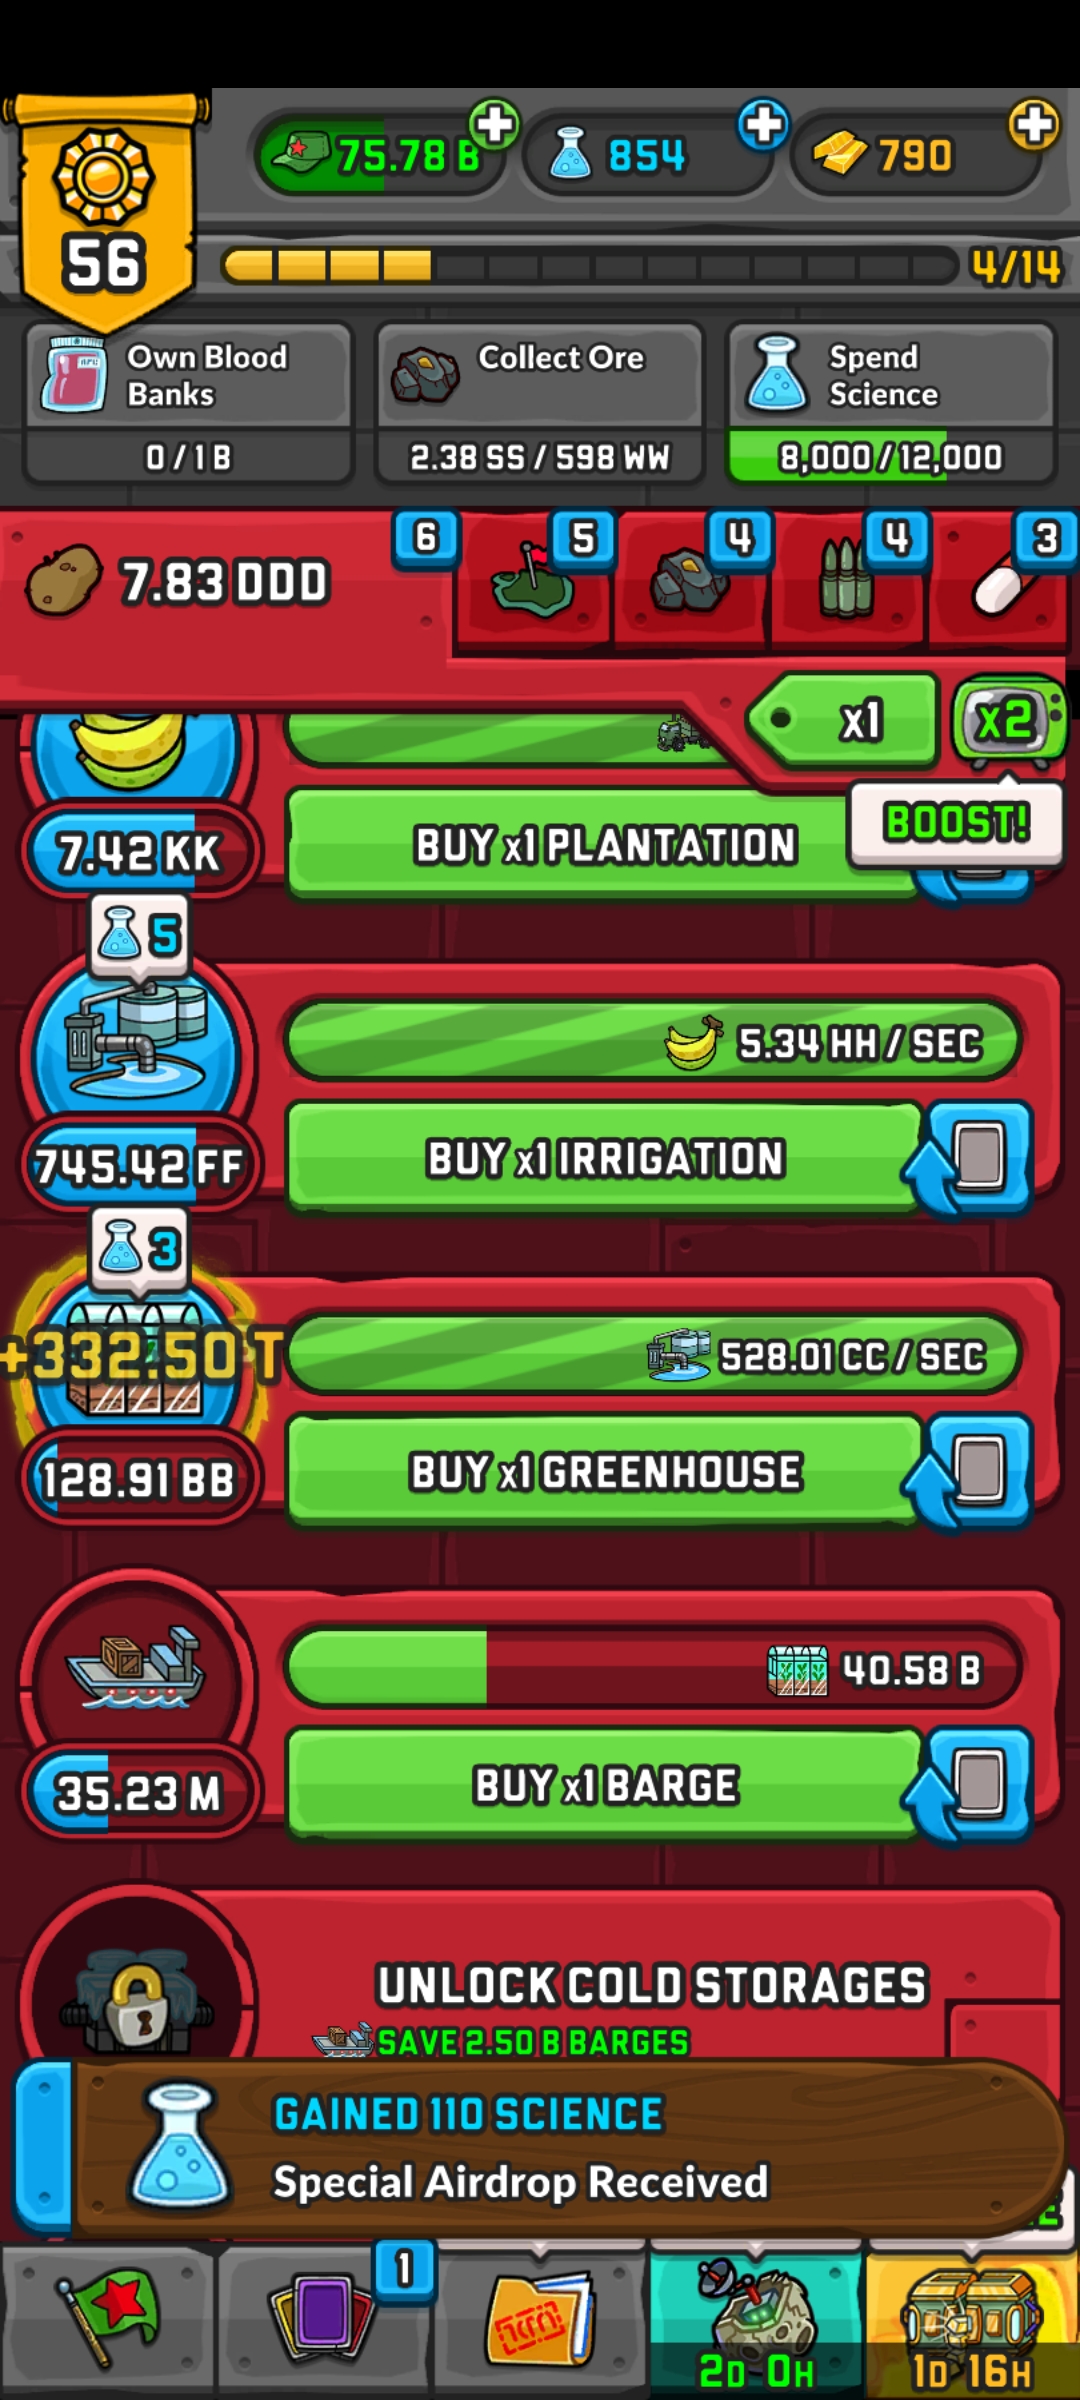 75.78 B
854
790
56
4/14
Own Blood
Banks
0 / 1 B
Collect Ore
2.38 SS / 598 WW
Spend
Science
8,000 / 12,000
7.83 DDD
6
5
4
4
3
x1
x2
BOOST!
7.42 KK
BUY x1 PLANTATION
5
5.34 HH / SEC
745.42 FF
BUY x1 IRRIGATION
3
+332.50 T
528.01 CC / SEC
128.91 BB
BUY x1 GREENHOUSE
40.58 B
35.23 M
BUY x1 BARGE
UNLOCK COLD STORAGES
SAVE 2.50 B BARGES
GAINED 110 SCIENCE
Special Airdrop Received
1
2D 0H
1D 16H